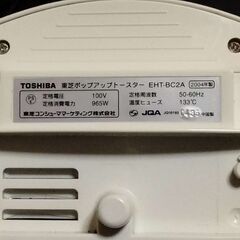 TOSHIBA 東芝ポップアップトースター EHT-BC2A 2004年製
定格電圧 100V 定格周波数 50-60Hz
定格消費電力 965W 温度ヒューズ 133℃
東芝コンシューママーケティング株式会社 JQA 中国製